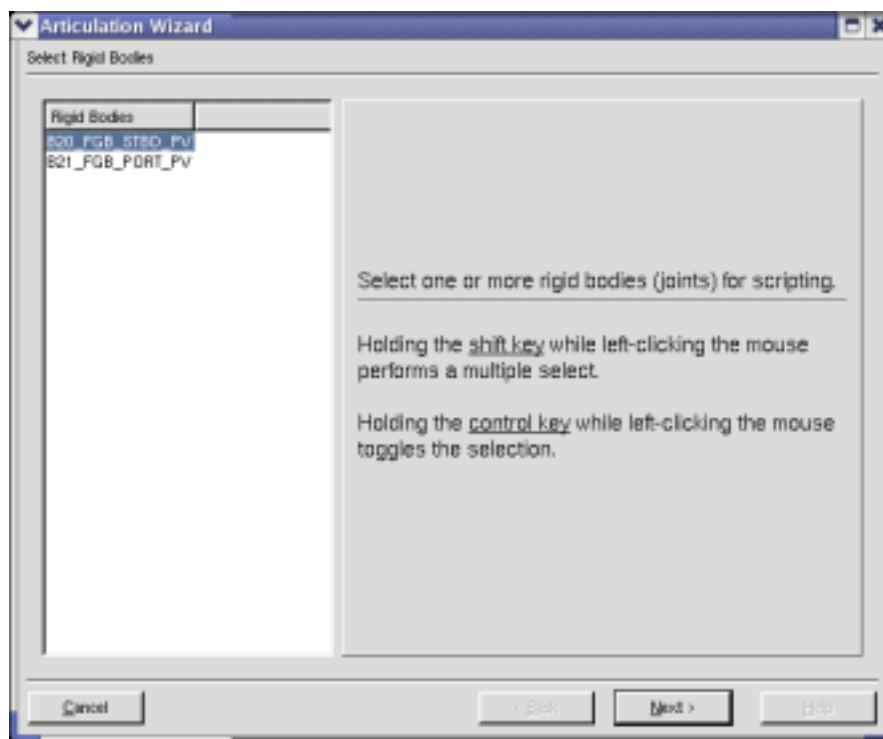 Articulation Wizard
Select Rigid Bodies
Rigid Bodies
B20_FGB_STBD_PV
B21_FGB_PORT_PV
Select one or more rigid bodies (joints) for scripting.
Holding the shift key while left-clicking the mouse
performs a multiple select.
Holding the control key while left-clicking the mouse
toggles the selection.
Cancel
< Back
Next >
Help